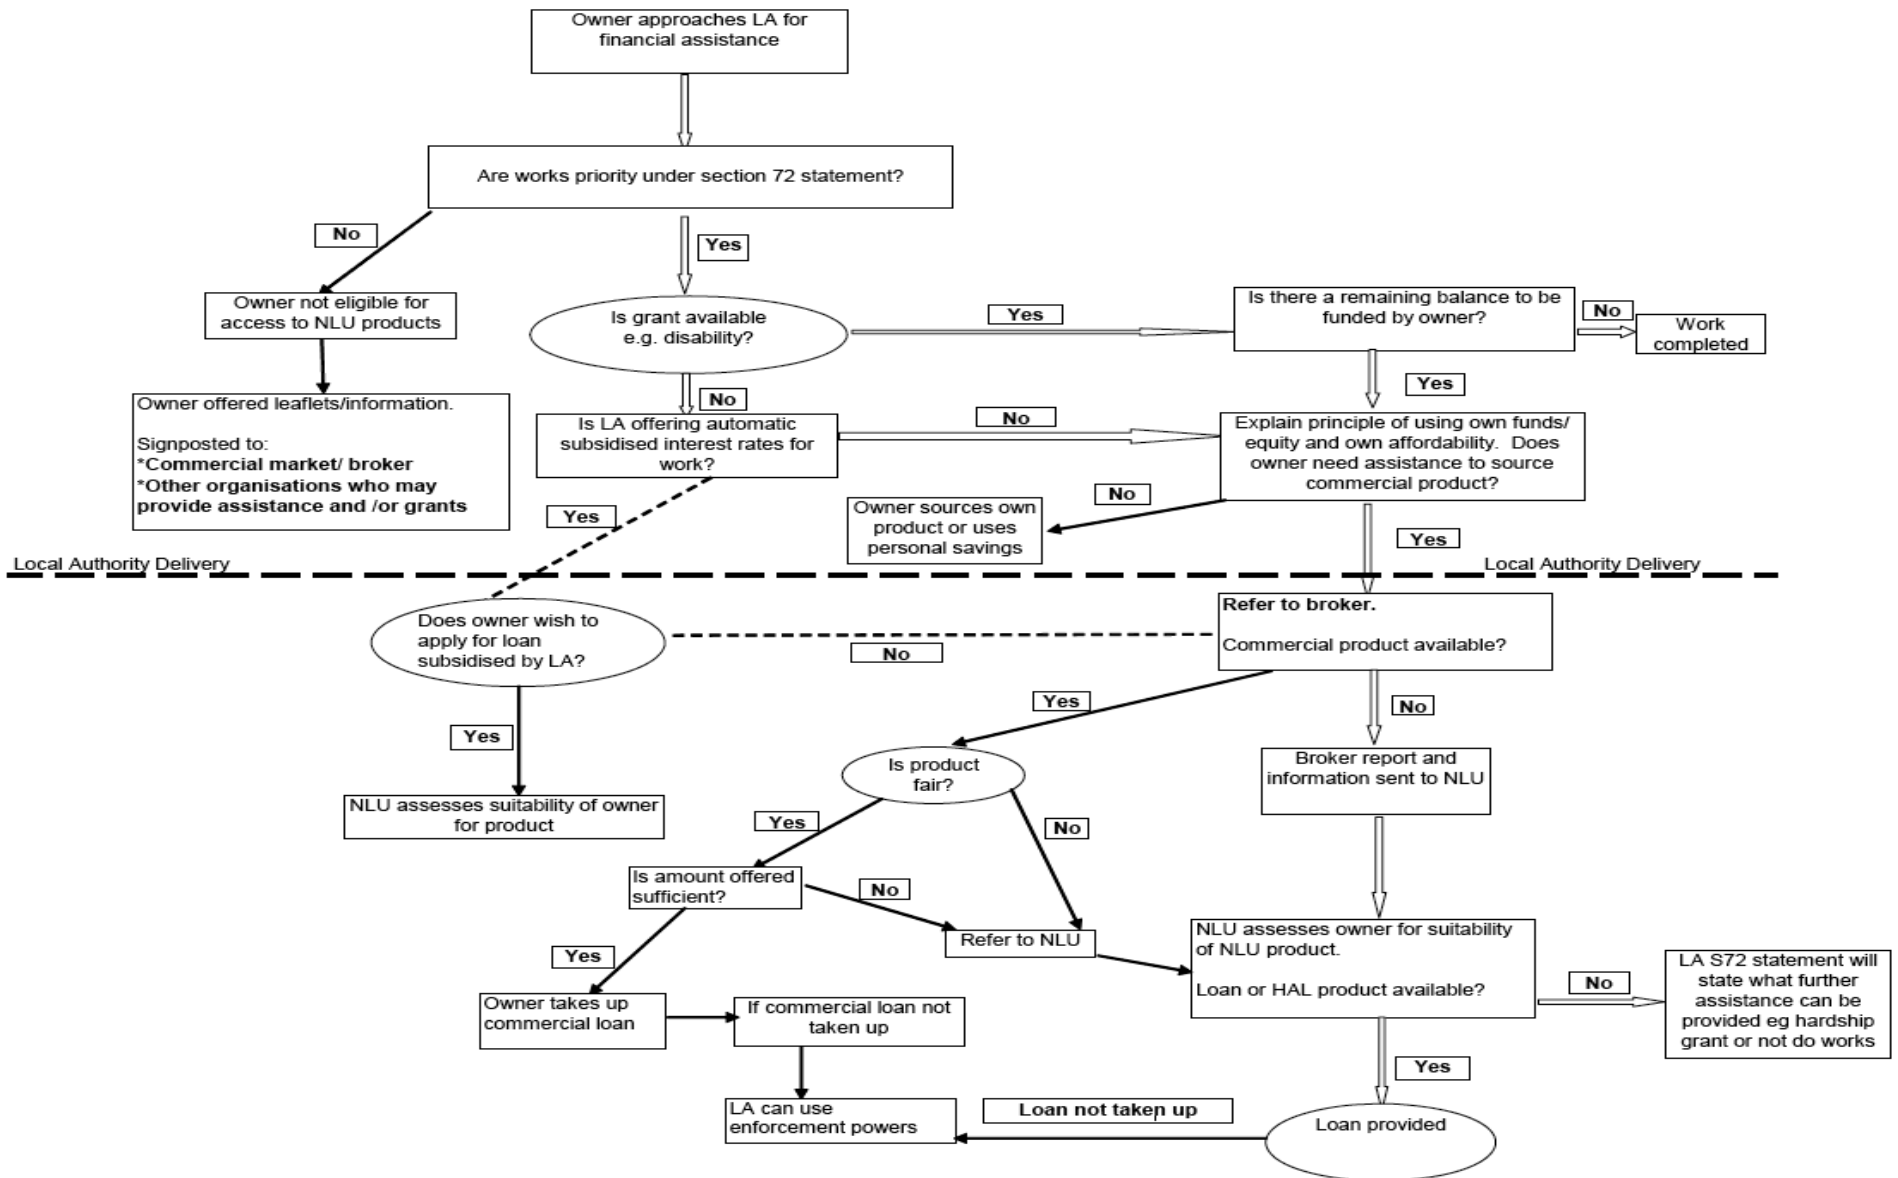 Owner approaches LA for
financial assistance
Are works priority under section 72 statement?
No
Yes
Owner not eligible for
access to NLU products
Is grant available
e.g. disability?
Yes
Is there a remaining balance to be
funded by owner?
No
Work
completed
Yes
No
Owner offered leaflets/information.
Signposted to:
*Commercial market/ broker
*Other organisations who may
provide assistance and /or grants
Is LA offering automatic
subsidised interest rates for
work?
No
Explain principle of using own funds/
equity and own affordability. Does
owner need assistance to source
commercial product?
No
Owner sources own
product or uses
personal savings
Yes
Yes
Local Authority Delivery
Local Authority Delivery
Does owner wish to
apply for loan
subsidised by LA?
No
Refer to broker.
Commercial product available?
Yes
Yes
No
Is product
fair?
Broker report and
information sent to NLU
NLU assesses suitability of owner
for product
Yes
No
Is amount offered
sufficient?
No
Refer to NLU
NLU assesses owner for suitability
of NLU product.
Loan or HAL product available?
No
LA S72 statement will
state what further
assistance can be
provided eg hardship
grant or not do works
Yes
Owner takes up
commercial loan
If commercial loan not
taken up
Yes
LA can use
enforcement powers
Loan not taken up
Loan provided